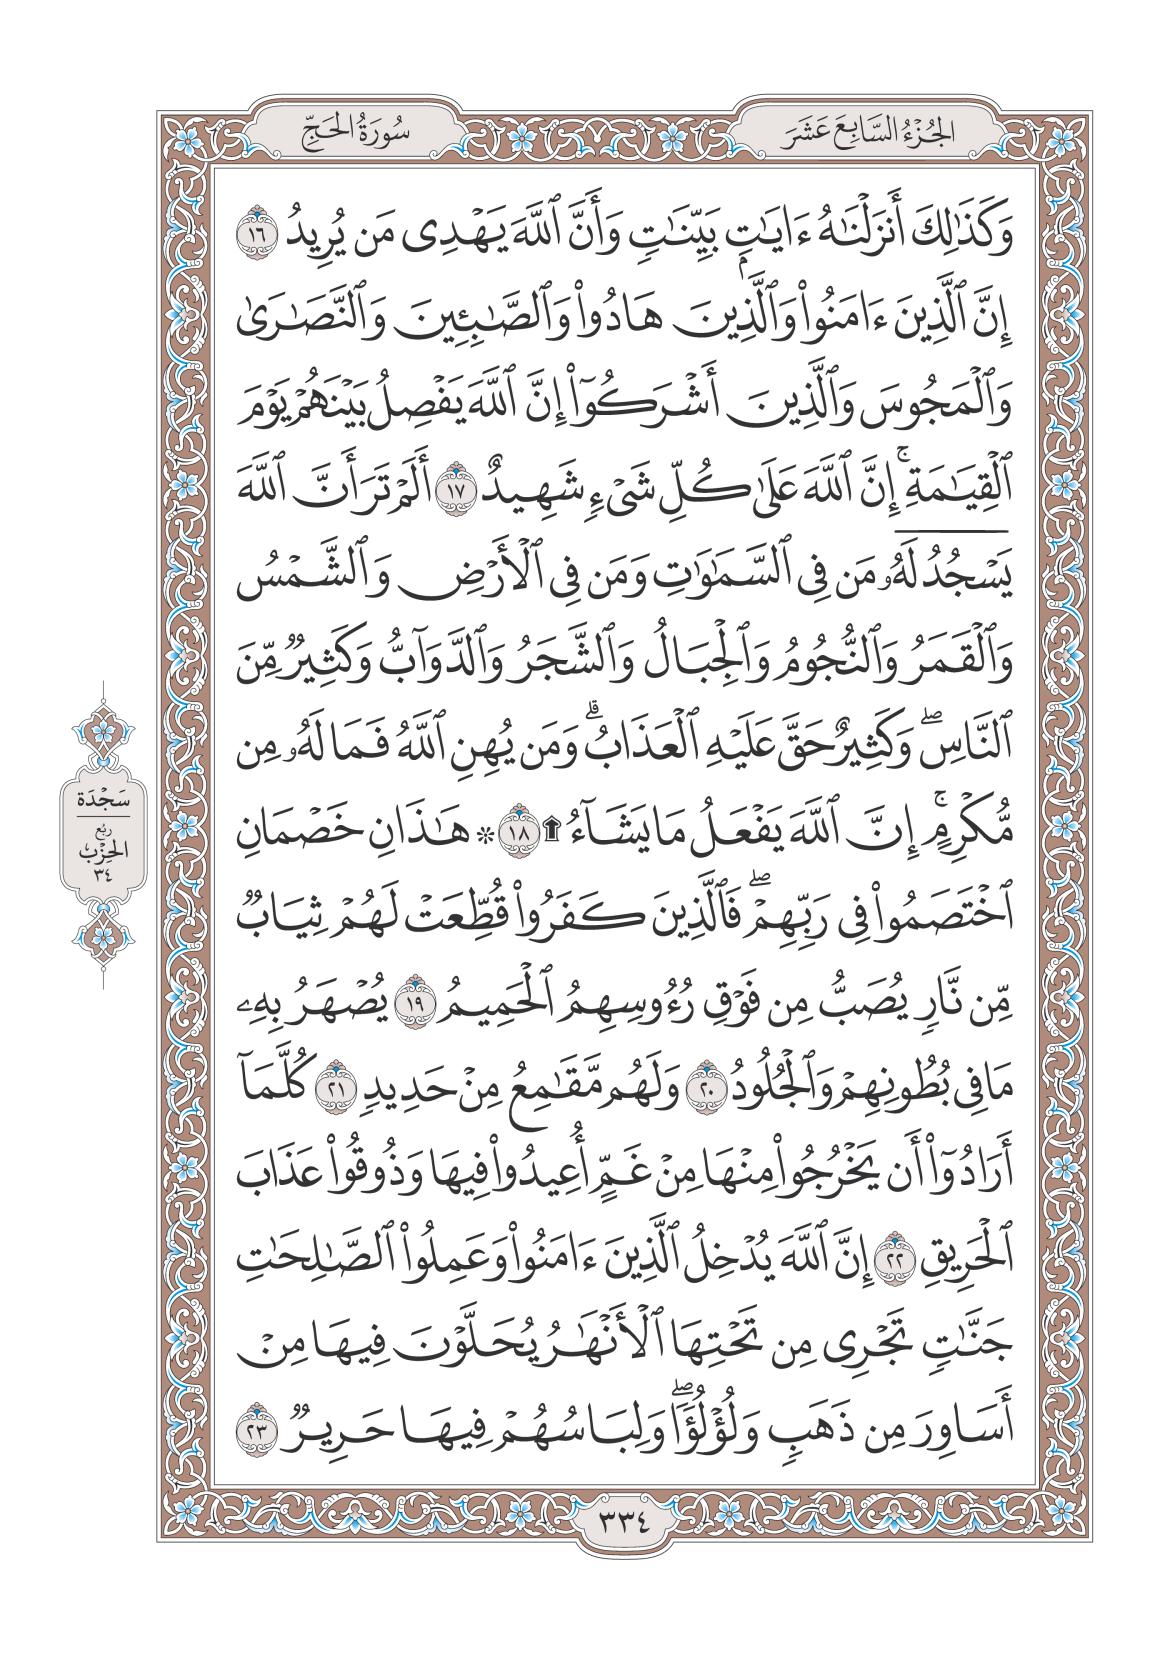 الجُزْءُ السَّابِعَ عَشَرَ
سُورَةُ الحَجِّ
وَكَذَٰلِكَ أَنزَلْنَٰهُ ءَايَٰتٍۭ بَيِّنَٰتٍ وَأَنَّ ٱللَّهَ يَهْدِى مَن يُرِيدُ ١٦
إِنَّ ٱلَّذِينَ ءَامَنُوا۟ وَٱلَّذِينَ هَادُوا۟ وَٱلصَّٰبِـِٔينَ وَٱلنَّصَٰرَىٰ
وَٱلْمَجُوسَ وَٱلَّذِينَ أَشْرَكُوٓا۟ إِنَّ ٱللَّهَ يَفْصِلُ بَيْنَهُمْ يَوْمَ
ٱلْقِيَٰمَةِ ۚ إِنَّ ٱللَّهَ عَلَىٰ كُلِّ شَىْءٍ شَهِيدٌ ١٧ أَلَمْ تَرَ أَنَّ ٱللَّهَ
يَسْجُدُ لَهُۥ مَن فِى ٱلسَّمَٰوَٰتِ وَمَن فِى ٱلْأَرْضِ وَٱلشَّمْسُ
وَٱلْقَمَرُ وَٱلنُّجُومُ وَٱلْجِبَالُ وَٱلشَّجَرُ وَٱلدَّوَآبُّ وَكَثِيرٌ مِّنَ
ٱلنَّاسِ ۖ وَكَثِيرٌ حَقَّ عَلَيْهِ ٱلْعَذَابُ ۗ وَمَن يُهِنِ ٱللَّهُ فَمَا لَهُۥ مِن
مُّكْرِمٍ ۚ إِنَّ ٱللَّهَ يَفْعَلُ مَا يَشَآءُ ۩ ١٨ ۞ هَٰذَانِ خَصْمَانِ
ٱخْتَصَمُوا۟ فِى رَبِّهِمْ ۖ فَٱلَّذِينَ كَفَرُوا۟ قُطِّعَتْ لَهُمْ ثِيَابٌ
مِّن نَّارٍ يُصَبُّ مِن فَوْقِ رُءُوسِهِمُ ٱلْحَمِيمُ ١٩ يُصْهَرُ بِهِۦ
مَا فِى بُطُونِهِمْ وَٱلْجُلُودُ ٢٠ وَلَهُم مَّقَٰمِعُ مِنْ حَدِيدٍ ٢١ كُلَّمَآ
أَرَادُوٓا۟ أَن يَخْرُجُوا۟ مِنْهَا مِنْ غَمٍّ أُعِيدُوا۟ فِيهَا وَذُوقُوا۟ عَذَابَ
ٱلْحَرِيقِ ٢٢ إِنَّ ٱللَّهَ يُدْخِلُ ٱلَّذِينَ ءَامَنُوا۟ وَعَمِلُوا۟ ٱلصَّٰلِحَٰتِ
جَنَّٰتٍ تَجْرِى مِن تَحْتِهَا ٱلْأَنْهَٰرُ يُحَلَّوْنَ فِيهَا مِنْ
أَسَاوِرَ مِن ذَهَبٍ وَلُؤْلُؤًا ۖ وَلِبَاسُهُمْ فِيهَا حَرِيرٌ ٢٣
سَجْدَة
رُبُع
الحِزْب
٣٤
٣٣٤